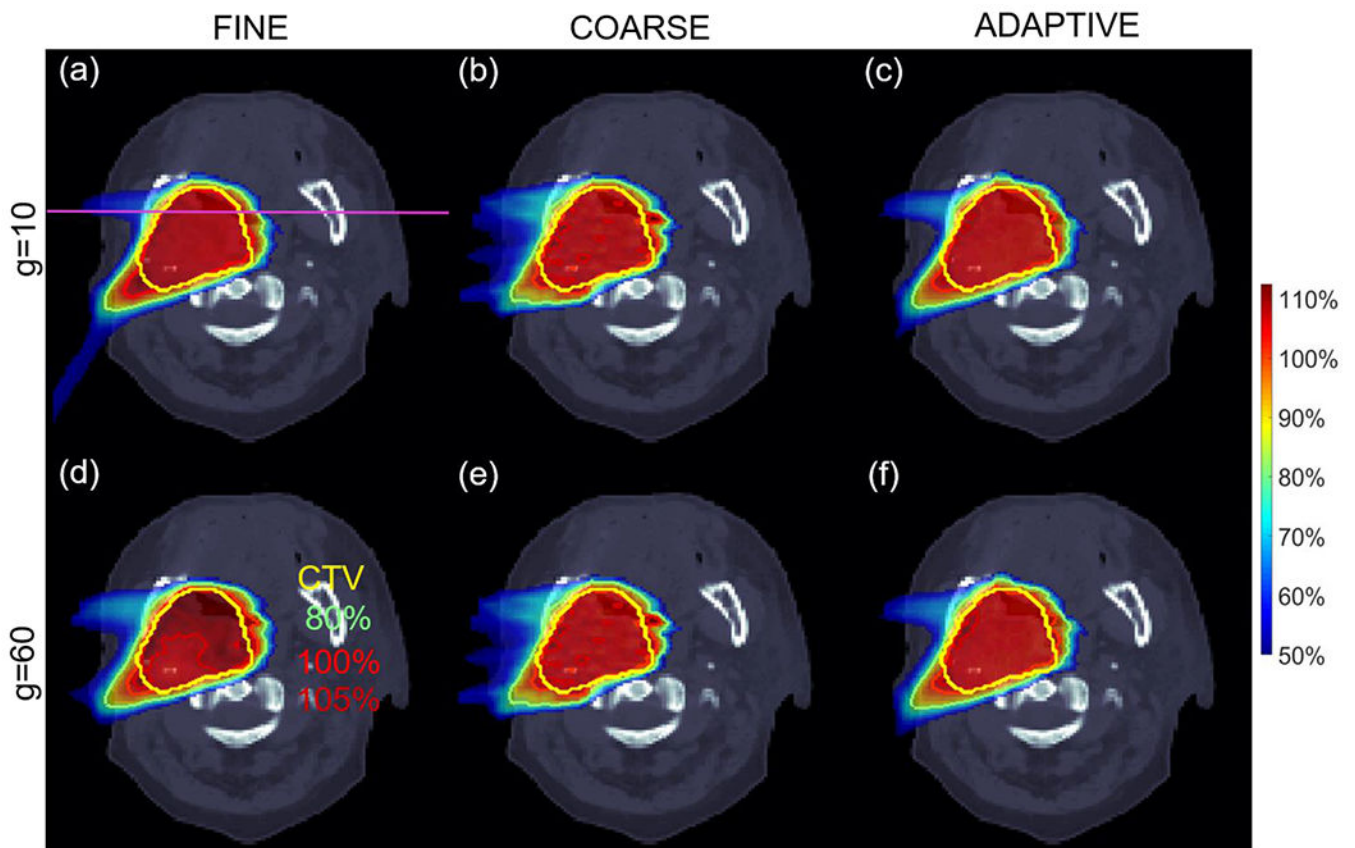 FINE COARSE ADAPTIVE
(a) (b) (c)
g=10
110%
100%
90%
80%
70%
60%
50%
(d) (e) (f)
g=60
CTV
80%
100%
105%